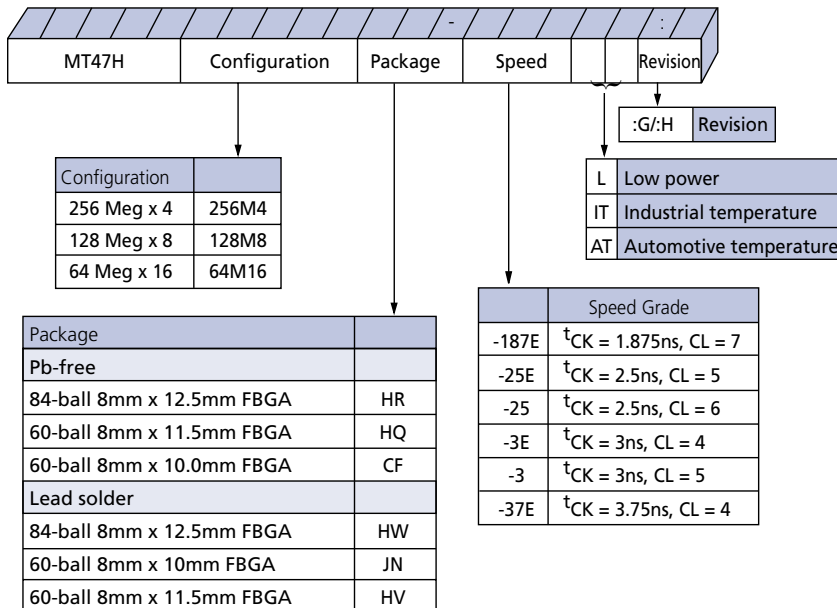 - :
MT47H Configuration Package Speed Revision
:G/:H Revision
Configuration
256 Meg x 4 256M4
128 Meg x 8 128M8
64 Meg x 16 64M16
L Low power
IT Industrial temperature
AT Automotive temperature
Package
Pb-free
84-ball 8mm x 12.5mm FBGA HR
60-ball 8mm x 11.5mm FBGA HQ
60-ball 8mm x 10.0mm FBGA CF
Lead solder
84-ball 8mm x 12.5mm FBGA HW
60-ball 8mm x 10mm FBGA JN
60-ball 8mm x 11.5mm FBGA HV
Speed Grade
-187E tCK = 1.875ns, CL = 7
-25E tCK = 2.5ns, CL = 5
-25 tCK = 2.5ns, CL = 6
-3E tCK = 3ns, CL = 4
-3 tCK = 3ns, CL = 5
-37E tCK = 3.75ns, CL = 4